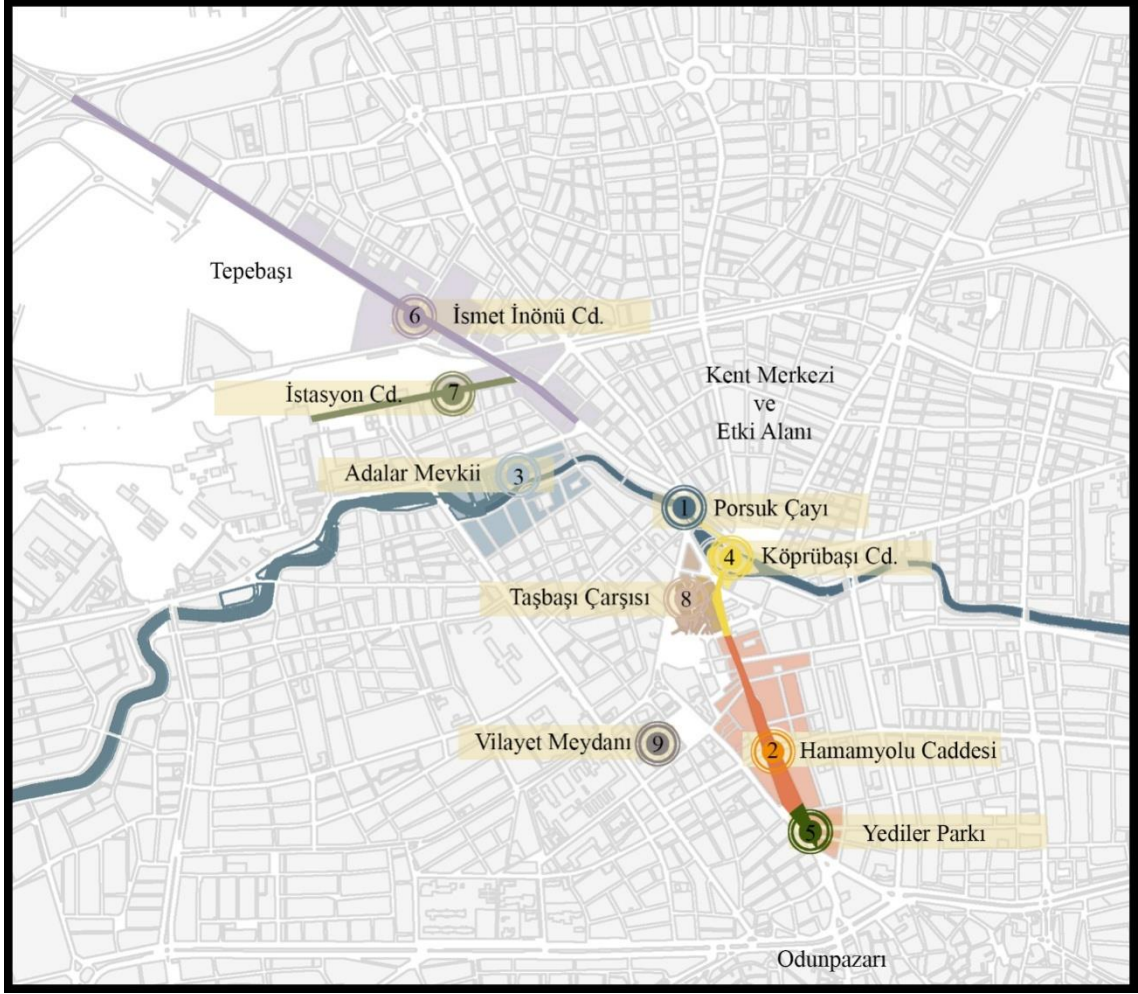 Tepebaşı
6 İsmet İnönü Cd.
Kent Merkezi
ve
Etki Alanı
İstasyon Cd. 7
Adalar Mevkii 3
1 Porsuk Çayı
4 Köprübaşı Cd.
Taşbaşı Çarşısı 8
Vilayet Meydanı 9
2 Hamamyolu Caddesi
5 Yediler Parkı
Odunpazarı